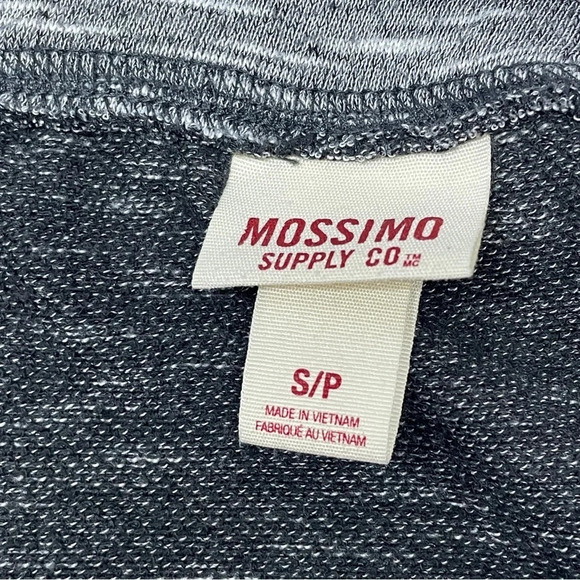 MOSSIMO
SUPPLY CO ™ MC
S/P
MADE IN VIETNAM
FABRIQUÉ AU VIETNAM